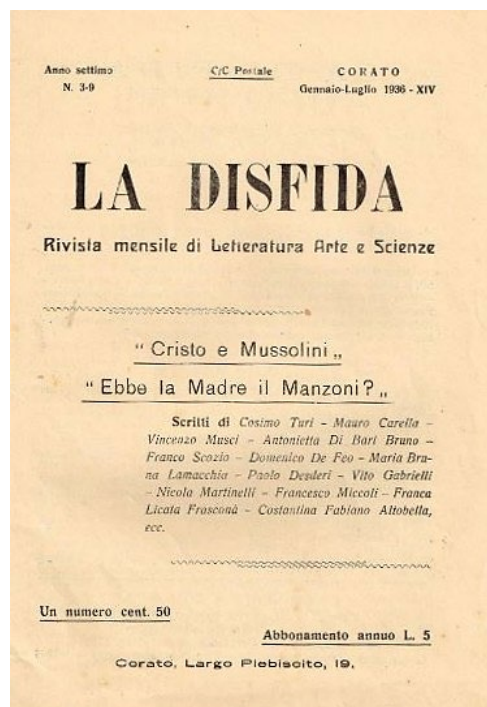 Anno settimo
N. 3-9
C/C Postale
CORATO
Gennaio-Luglio 1936 - XIV
LA DISFIDA
Rivista mensile di Letteratura Arte e Scienze
“ Cristo e Mussolini „
“ Ebbe la Madre il Manzoni? „
Scritti di Cosimo Turi - Mauro Carella -
Vincenzo Musci - Antonietta Di Bari Bruno -
Franco Scozio - Domenico De Feo - Maria Bru-
na Lamacchia - Paolo Desderi - Vito Gabrielli
- Nicola Martinelli - Francesco Miccoli - Franca
Licata Frasconà - Costantina Fabiano Altobella,
ecc.
Un numero cent. 50
Abbonamento annuo L. 5
Corato, Largo Plebiscito, 19.